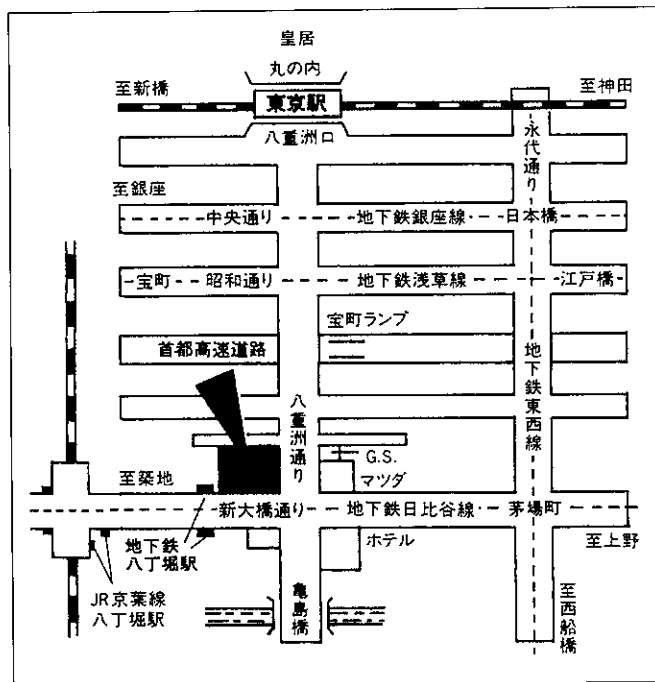 皇居
丸の内
至新橋
東京駅
至神田
八重洲口
永代通り
至銀座
中央通り
地下鉄銀座線
日本橋
宝町
昭和通り
地下鉄浅草線
江戸橋
宝町ランプ
首都高速道路
地下鉄東西線
八重洲通り
G.S.
マツダ
至築地
新大橋通り
地下鉄日比谷線
茅場町
地下鉄
八丁堀駅
ホテル
至上野
JR京葉線
八丁堀駅
亀島橋
至西船橋